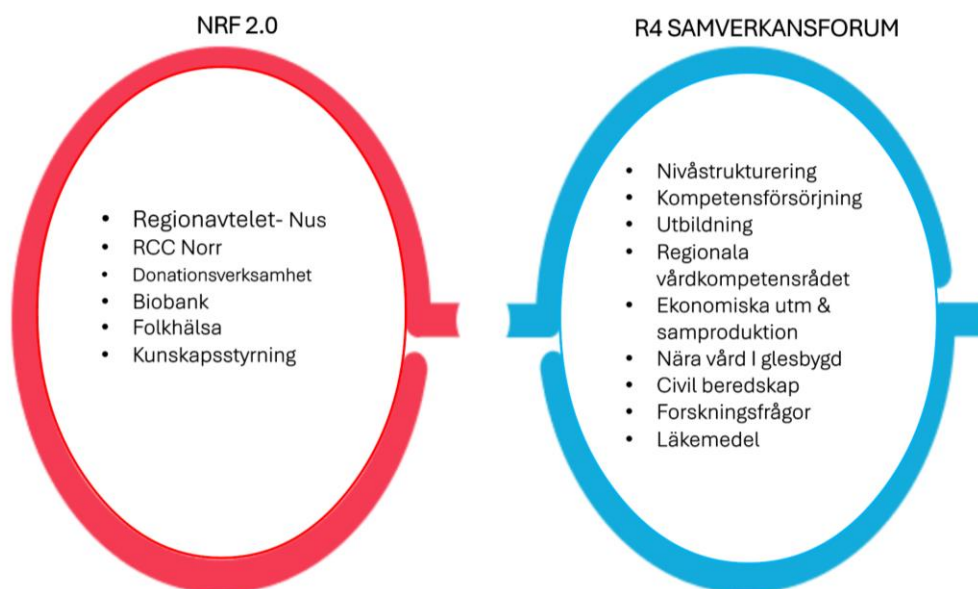 NRF 2.0
• Regionavtelet- Nus
• RCC Norr
• Donationsverksamhet
• Biobank
• Folkhälsa
• Kunskapsstyrning
R4 SAMVERKANSFORUM
• Nivåstrukturering
• Kompetensförsörjning
• Utbildning
• Regionala
vårdkompetensrådet
• Ekonomiska utm &
samproduktion
• Nära vård I glesbygd
• Civil beredskap
• Forskningsfrågor
• Läkemedel